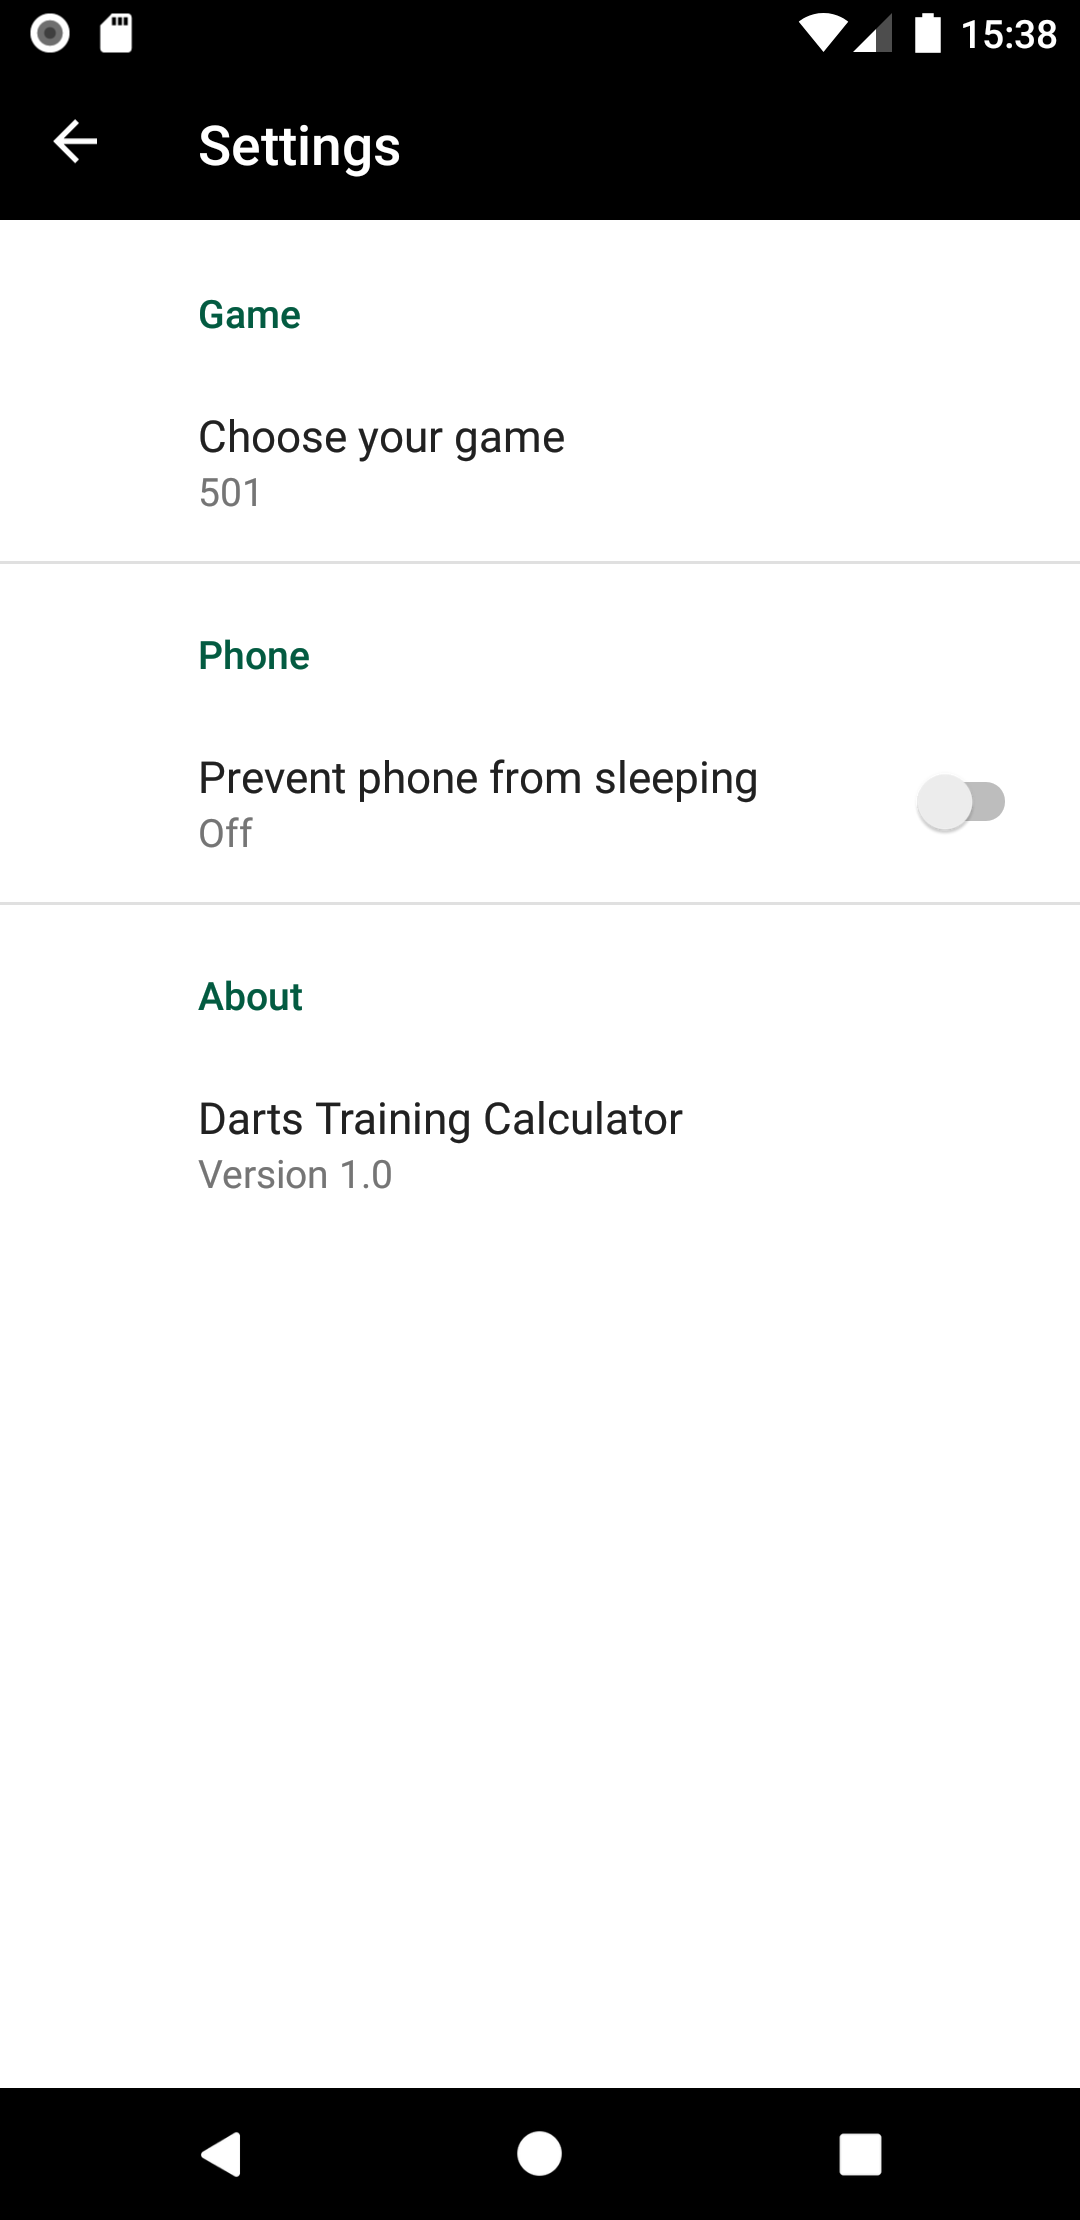 15:38
Settings
Game
Choose your game
501
Phone
Prevent phone from sleeping
Off
About
Darts Training Calculator
Version 1.0